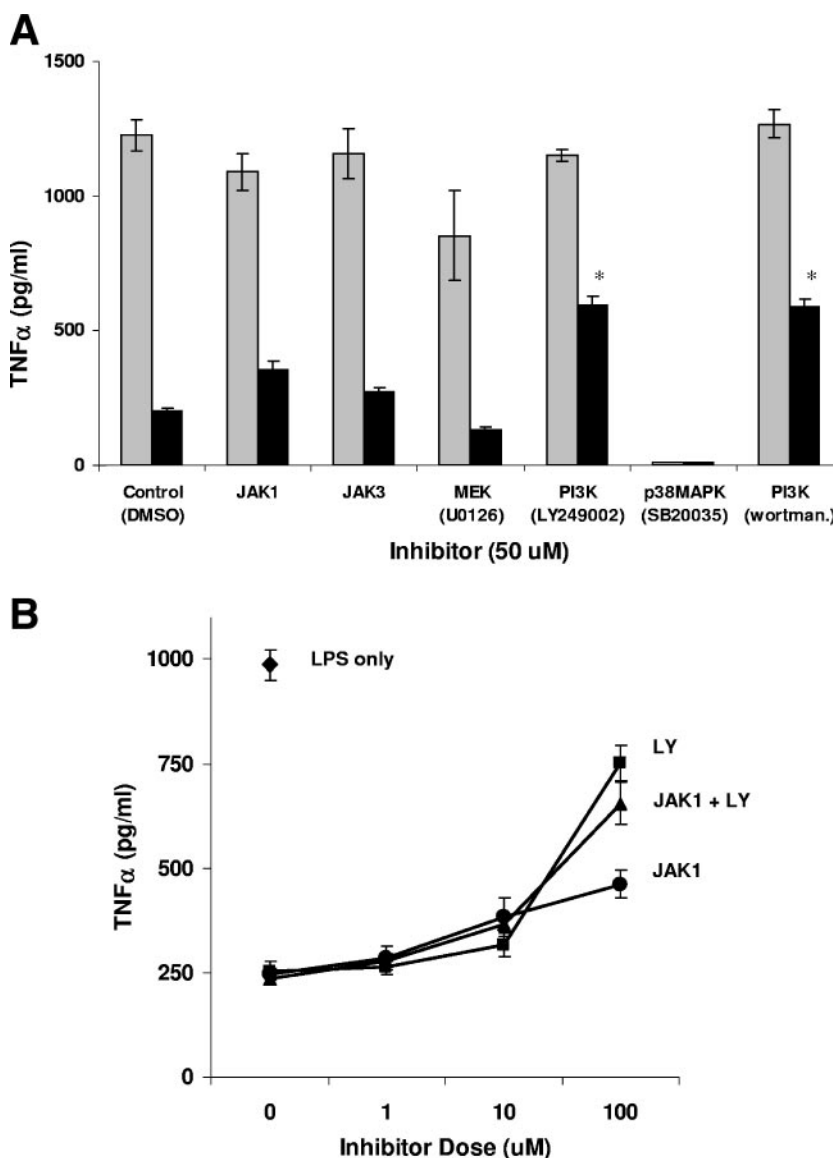 A
1500
1000
500
0
TNFα (pg/ml)
* *
Control JAK1 JAK3 MEK PI3K p38MAPK PI3K
(DMSO) (U0126) (LY249002) (SB20035) (wortman.)
Inhibitor (50 uM)
B
1000
750
500
250
0
TNFα (pg/ml)
LPS only
LY
JAK1 + LY
JAK1
0 1 10 100
Inhibitor Dose (uM)